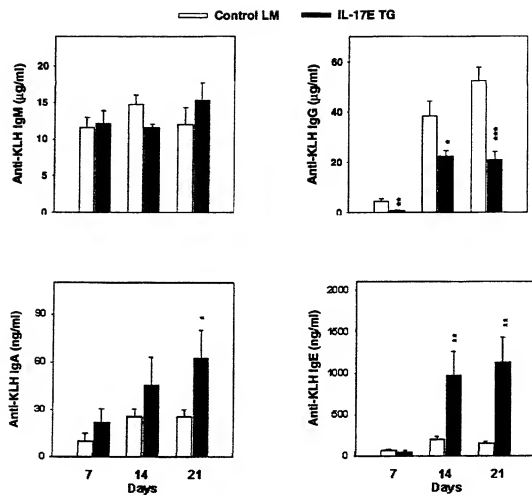 Control LM IL-17E TG
Anti-KLH IgM (µg/ml)
20
15
10
5
0
Anti-KLH IgG (µg/ml)
60
40
20
0
**
*
***
Anti-KLH IgA (ng/ml)
90
60
30
0
*
7 14 21
Days
Anti-KLH IgE (ng/ml)
2000
1000
1500
500
0
**
**
7 14 21
Days